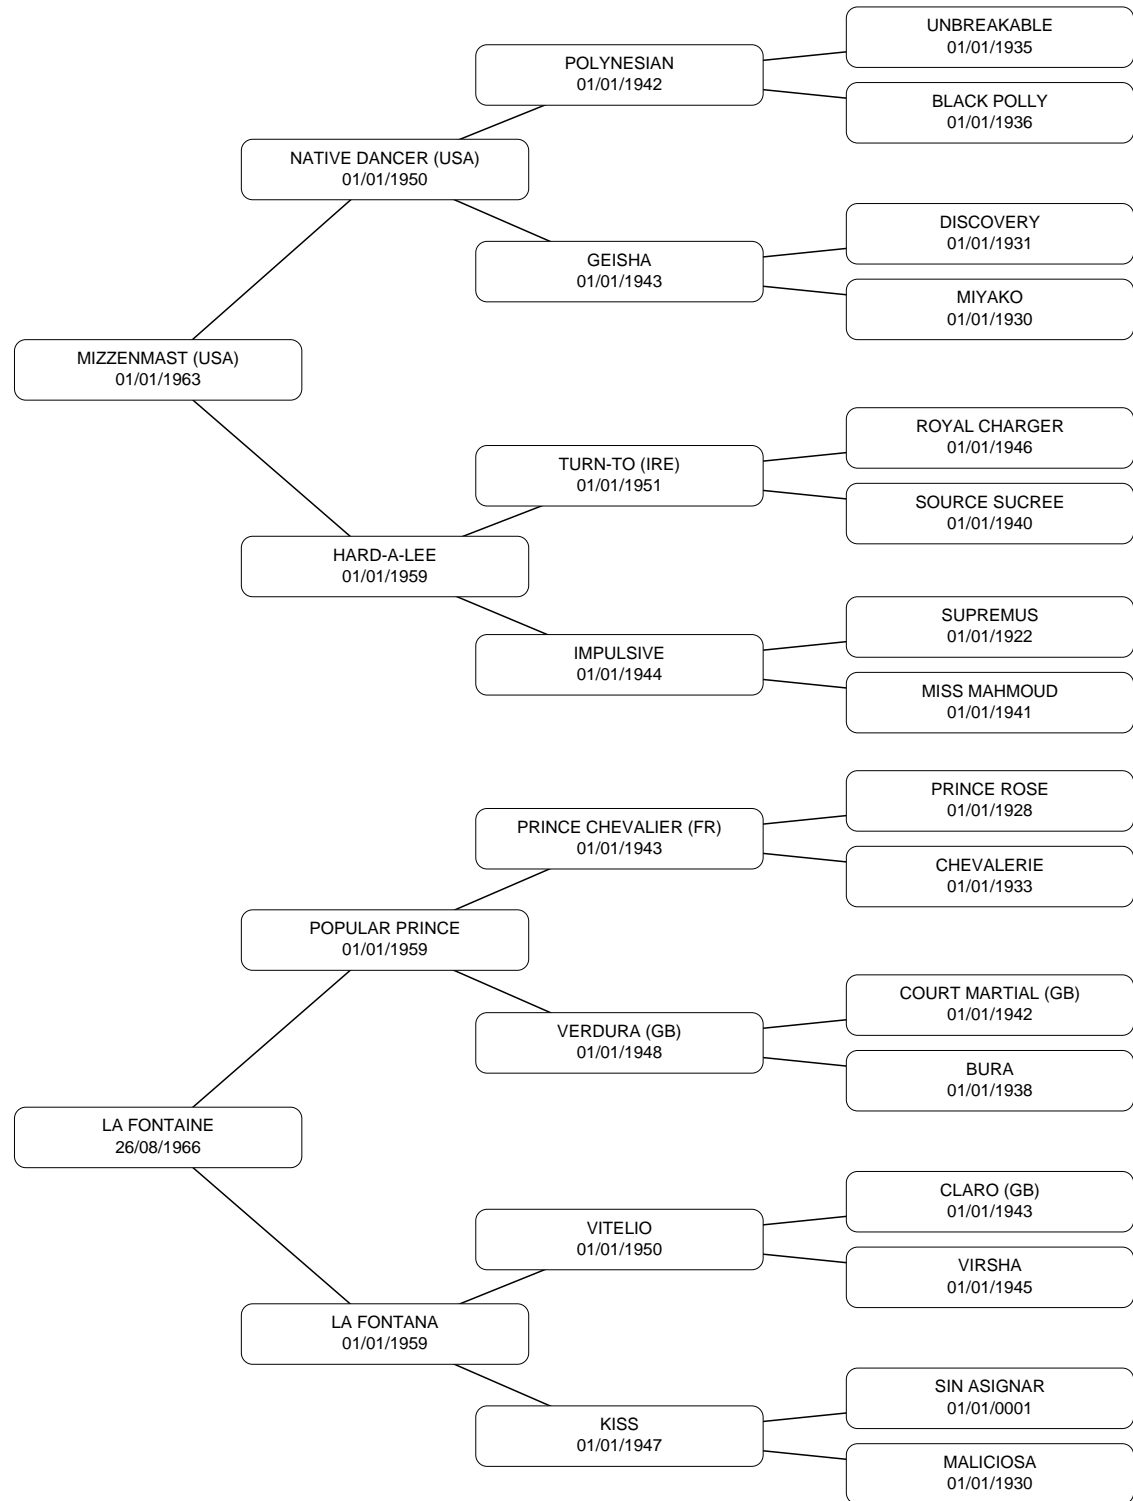 UNBREAKABLE
01/01/1935
POLYNESIAN
01/01/1942
BLACK POLLY
01/01/1936
NATIVE DANCER (USA)
01/01/1950
DISCOVERY
01/01/1931
GEISHA
01/01/1943
MIYAKO
01/01/1930
MIZZENMAST (USA)
01/01/1963
ROYAL CHARGER
01/01/1946
TURN-TO (IRE)
01/01/1951
SOURCE SUCREE
01/01/1940
HARD-A-LEE
01/01/1959
SUPREMUS
01/01/1922
IMPULSIVE
01/01/1944
MISS MAHMOUD
01/01/1941
PRINCE ROSE
01/01/1928
PRINCE CHEVALIER (FR)
01/01/1943
CHEVALERIE
01/01/1933
POPULAR PRINCE
01/01/1959
COURT MARTIAL (GB)
01/01/1942
VERDURA (GB)
01/01/1948
BURA
01/01/1938
LA FONTAINE
26/08/1966
CLARO (GB)
01/01/1943
VITELIO
01/01/1950
VIRSHA
01/01/1945
LA FONTANA
01/01/1959
SIN ASIGNAR
01/01/0001
KISS
01/01/1947
MALICIOSA
01/01/1930